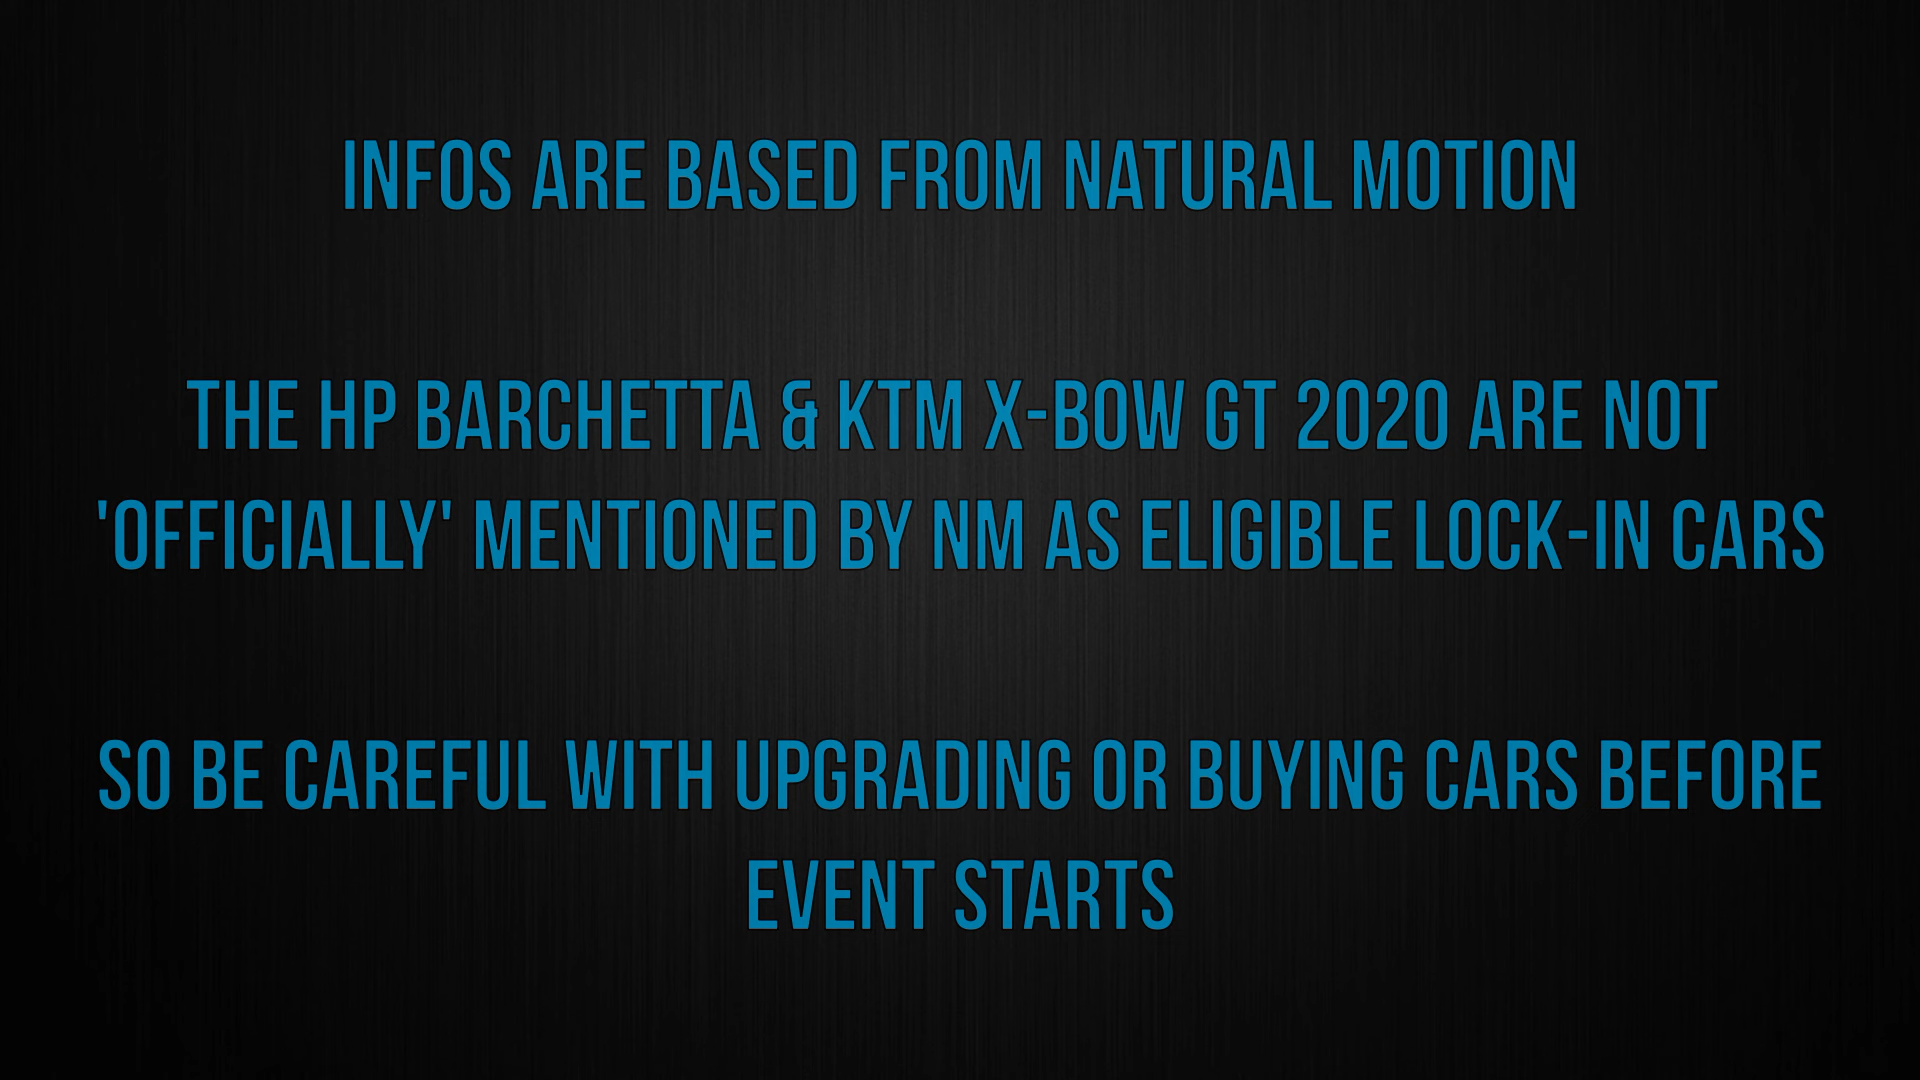 INFOS ARE BASED FROM NATURAL MOTION
THE HP BARCHETTA & KTM X-BOW GT 2020 ARE NOT
'OFFICIALLY' MENTIONED BY NM AS ELIGIBLE LOCK-IN CARS
SO BE CAREFUL WITH UPGRADING OR BUYING CARS BEFORE
EVENT STARTS